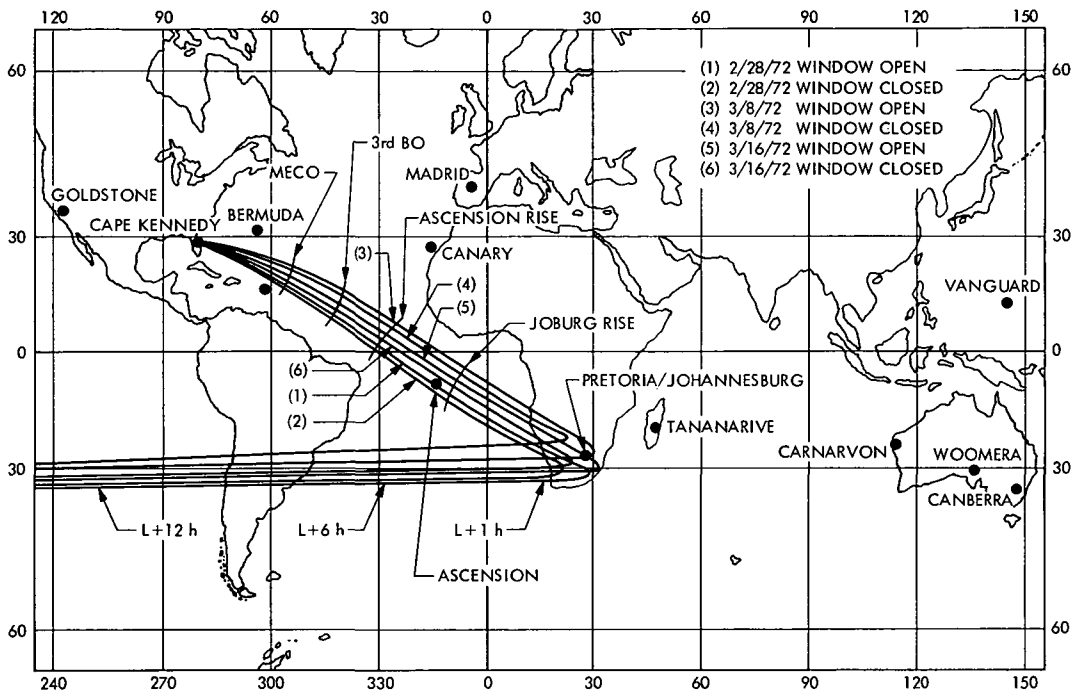 120 90 60 30 0 30 60 90 120 150
60 60
(1) 2/28/72 WINDOW OPEN
(2) 2/28/72 WINDOW CLOSED
(3) 3/8/72 WINDOW OPEN
(4) 3/8/72 WINDOW CLOSED
(5) 3/16/72 WINDOW OPEN
(6) 3/16/72 WINDOW CLOSED
3rd BO
MECO
MADRID
GOLDSTONE
BERMUDA
ASCENSION RISE
CAPE KENNEDY
30 30
CANARY
(3)
(4)
(5)
VANGUARD
JOBURG RISE
0 0
(6)
PRETORIA/JOHANNESBURG
(1)
(2)
TANANARIVE
CARNARVON
WOOMERA
30 30
CANBERRA
L+12 h L+6 h L+1 h
ASCENSION
60 60
240 270 300 330 0 30 60 90 120 150